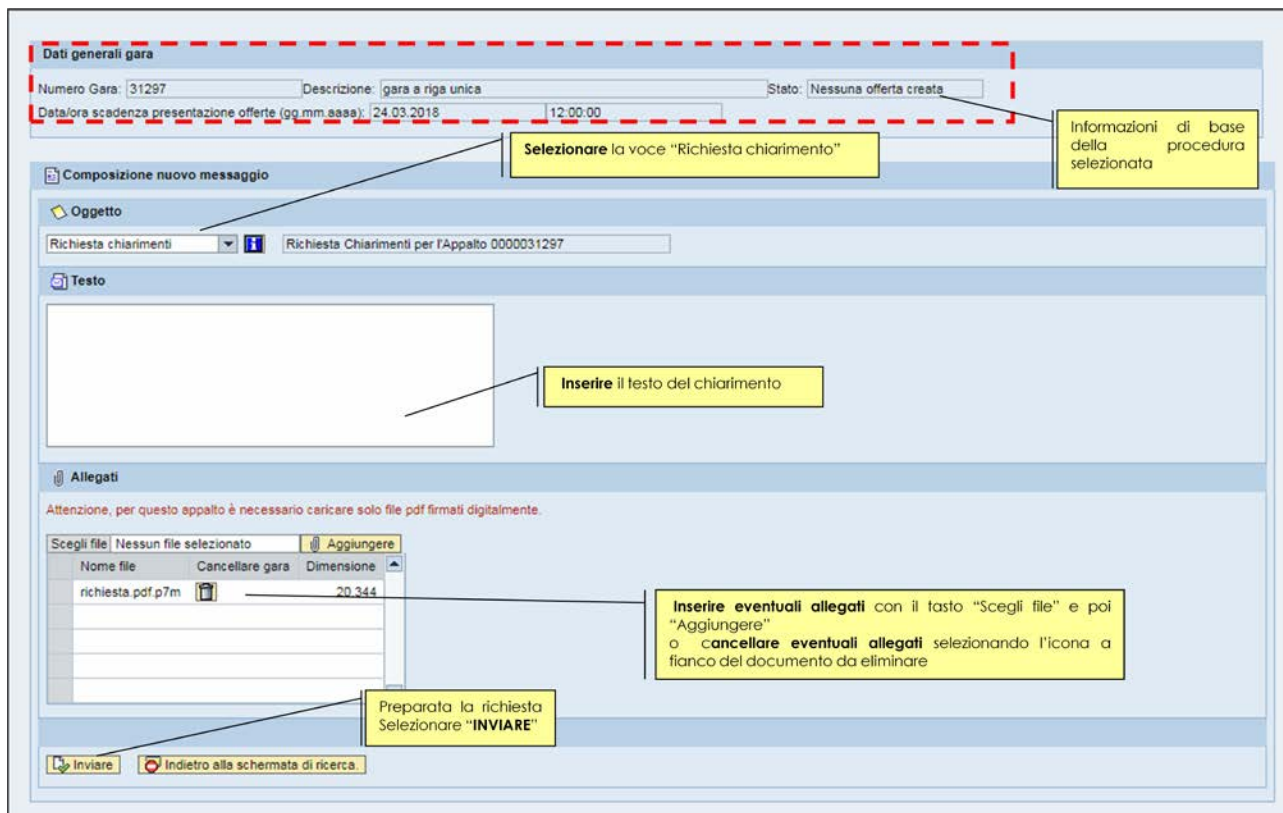 Dati generali gara
Numero Gara: 31297 Descrizione: gara a riga unica Stato: Nessuna offerta creata
Data/ora scadenza presentazione offerte (gg.mm.aaaa): 24.03.2018 12:00:00
Informazioni di base
della procedura
selezionata
Selezionare la voce “Richiesta chiarimento”
Composizione nuovo messaggio
Oggetto
Richiesta chiarimenti Richiesta Chiarimenti per l'Appalto 0000031297
Testo
Inserire il testo del chiarimento
Allegati
Attenzione, per questo appalto è necessario caricare solo file pdf firmati digitalmente.
Scegli file Nessun file selezionato Aggiungere
Nome file Cancellare gara Dimensione
richiesta.pdf.p7m 20.344
Inserire eventuali allegati con il tasto “Scegli file” e poi
“Aggiungere”
o cancellare eventuali allegati selezionando l’icona a
fianco del documento da eliminare
Preparata la richiesta
Selezionare “INVIARE”
Inviare Indietro alla schermata di ricerca.